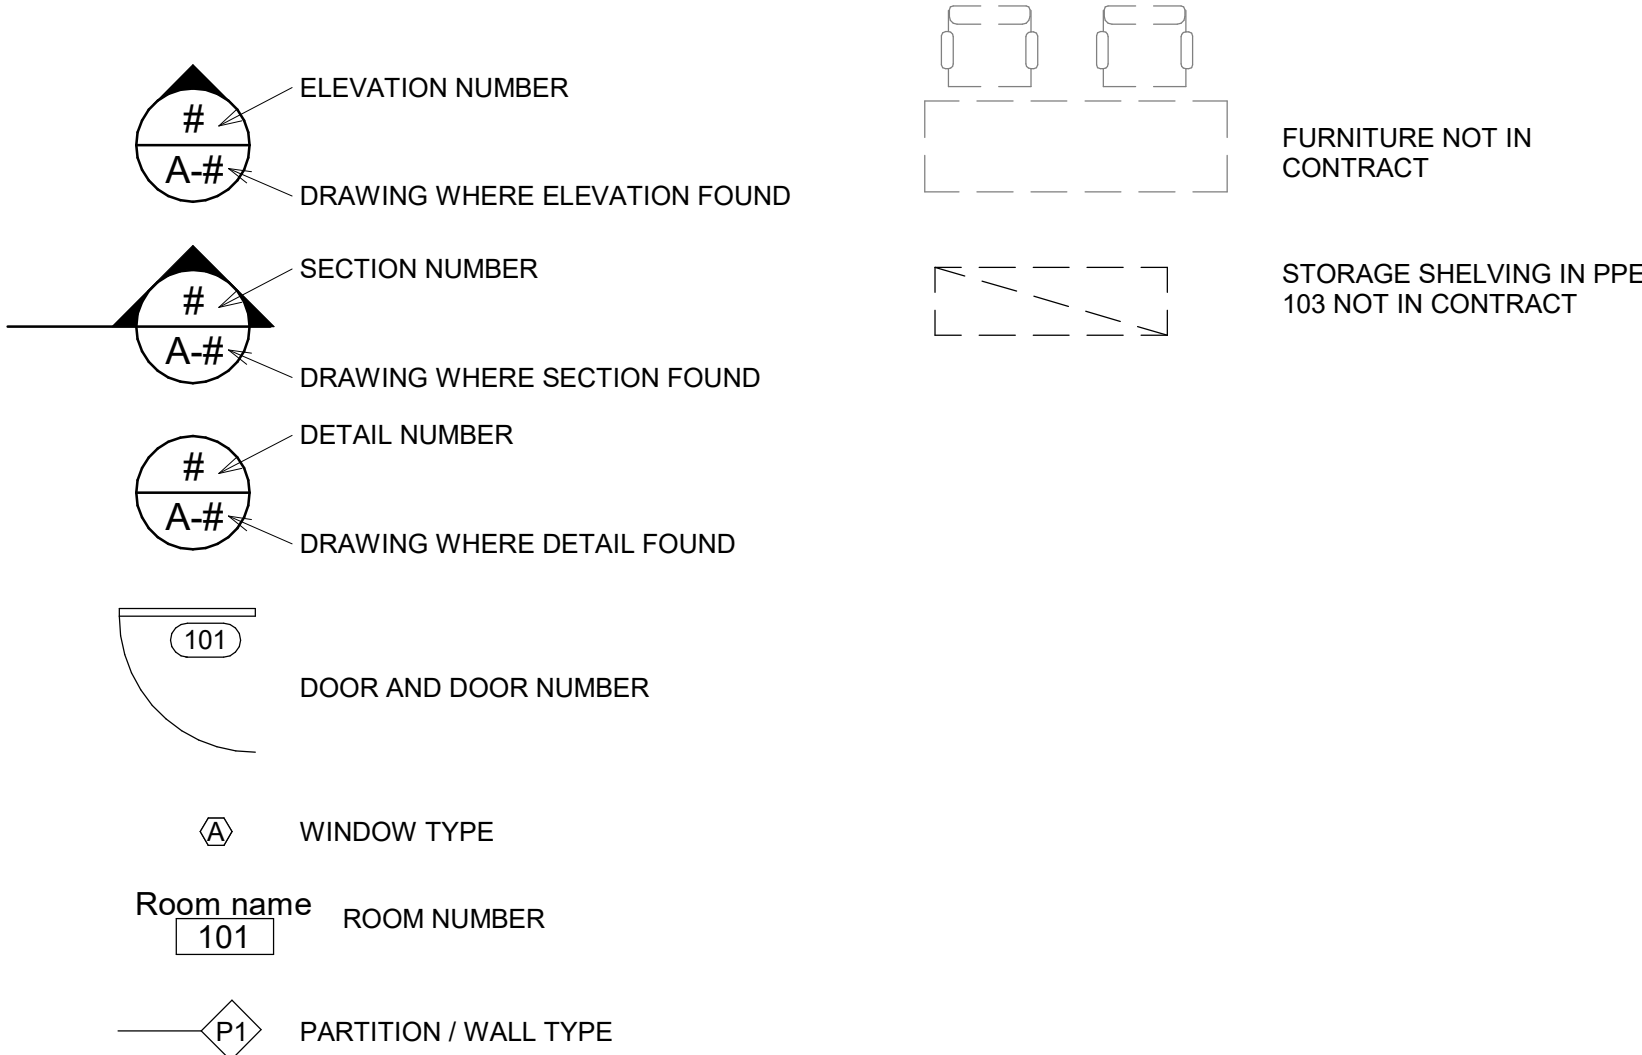 #
ELEVATION NUMBER
A-#
DRAWING WHERE ELEVATION FOUND
#
SECTION NUMBER
A-#
DRAWING WHERE SECTION FOUND
#
DETAIL NUMBER
A-#
DRAWING WHERE DETAIL FOUND
101
DOOR AND DOOR NUMBER
A
WINDOW TYPE
Room name
101
ROOM NUMBER
P1
PARTITION / WALL TYPE
FURNITURE NOT IN
CONTRACT
STORAGE SHELVING IN PPE
103 NOT IN CONTRACT